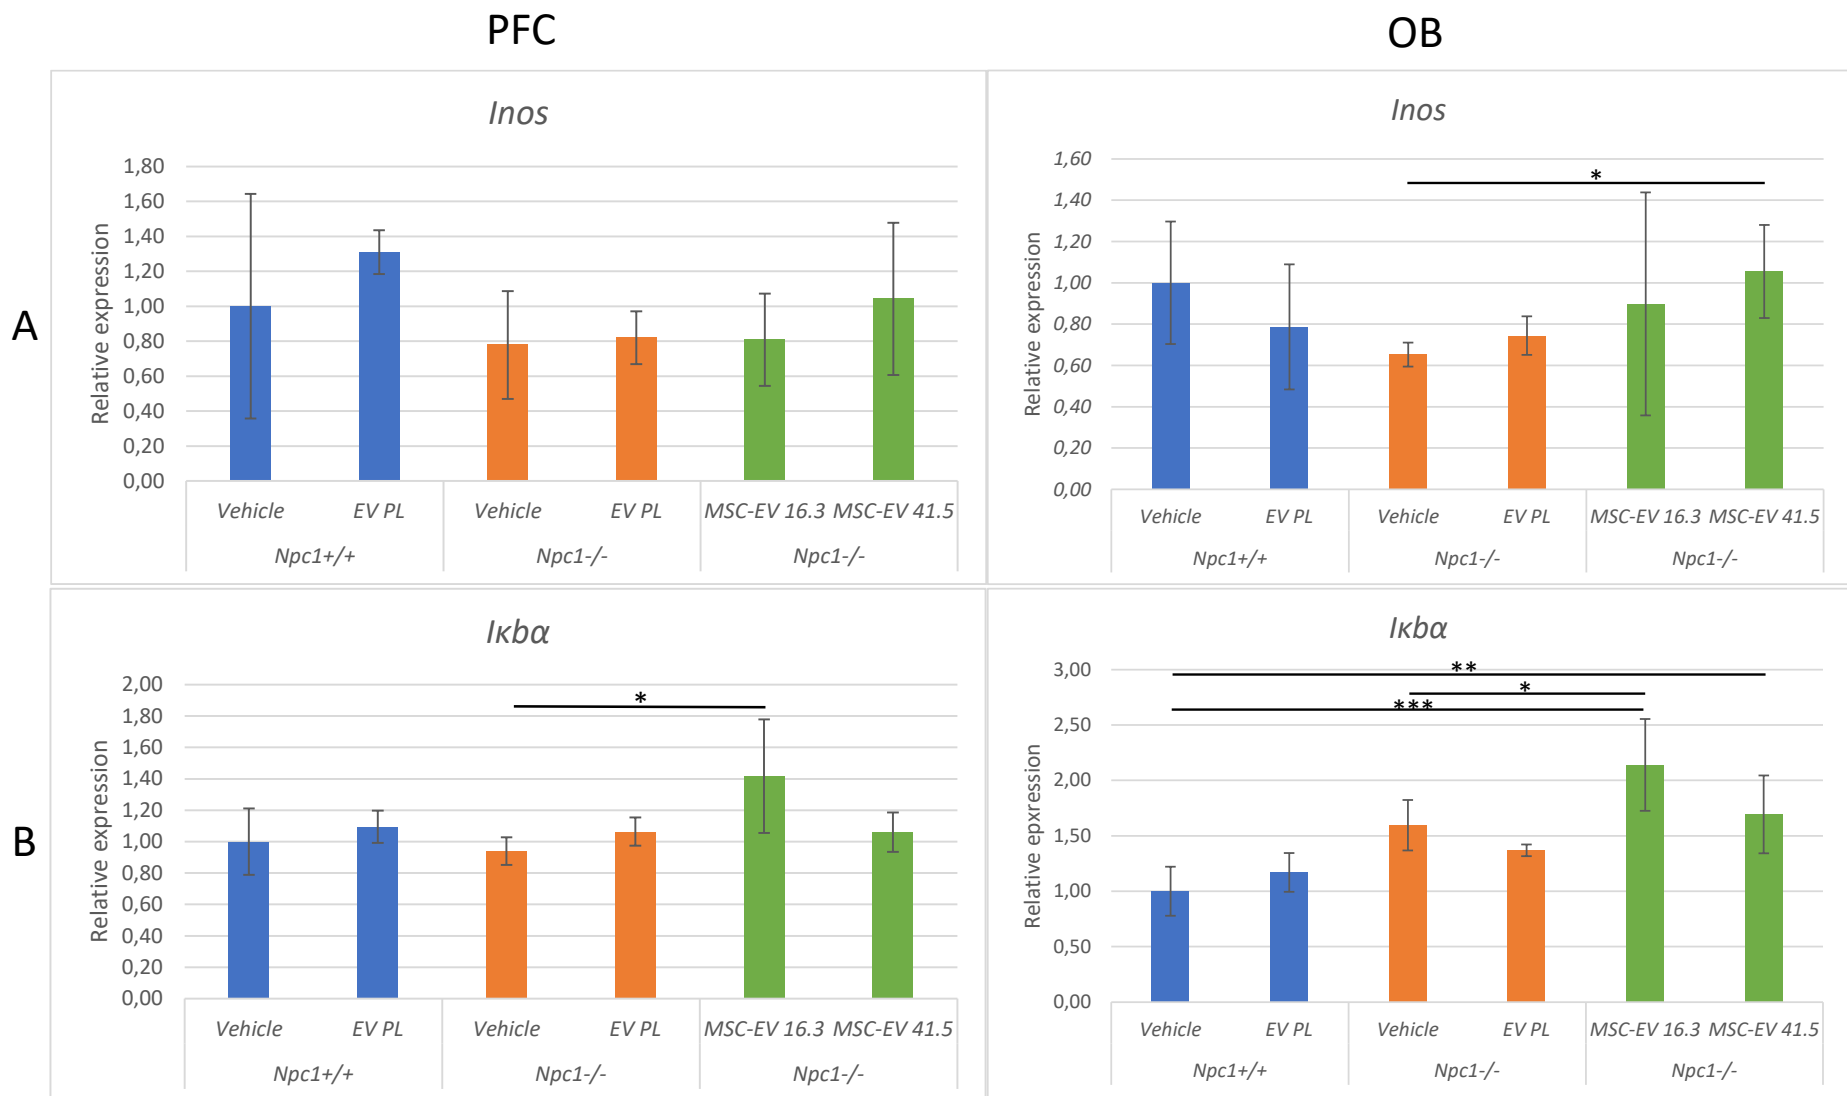 PFC
OB
A
Inos
Relative expression
1,80
1,60
1,40
1,20
1,00
0,80
0,60
0,40
0,20
0,00
Vehicle EV PL Vehicle EV PL MSC-EV 16.3 MSC-EV 41.5
Npc1+/+ Npc1-/- Npc1-/-
Inos
Relative expression
1,60
1,40
1,20
1,00
0,80
0,60
0,40
0,20
0,00
*
Vehicle EV PL Vehicle EV PL MSC-EV 16.3 MSC-EV 41.5
Npc1+/+ Npc1-/- Npc1-/-
B
Iκbα
Relative expression
2,00
1,80
1,60
1,40
1,20
1,00
0,80
0,60
0,40
0,20
0,00
*
Vehicle EV PL Vehicle EV PL MSC-EV 16.3 MSC-EV 41.5
Npc1+/+ Npc1-/- Npc1-/-
Iκbα
Relative epxression
3,00
2,50
2,00
1,50
1,00
0,50
0,00
**
*
***
Vehicle EV PL Vehicle EV PL MSC-EV 16.3 MSC-EV 41.5
Npc1+/+ Npc1-/- Npc1-/-